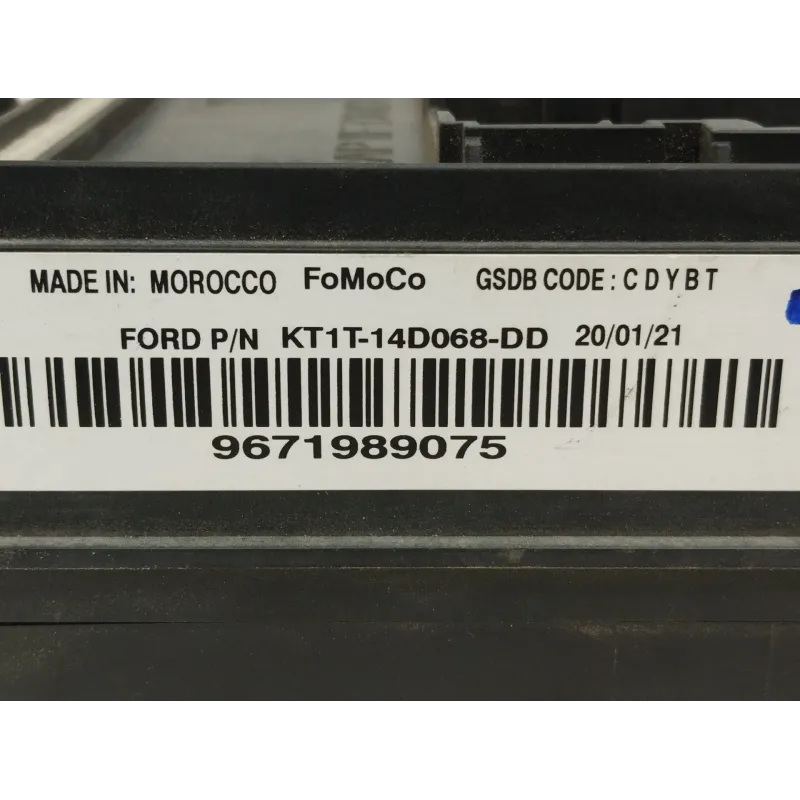 MADE IN: MOROCCO FoMoCo GSDB CODE : C D Y B T
FORD P/N KT1T-14D068-DD 20/01/21
9671989075